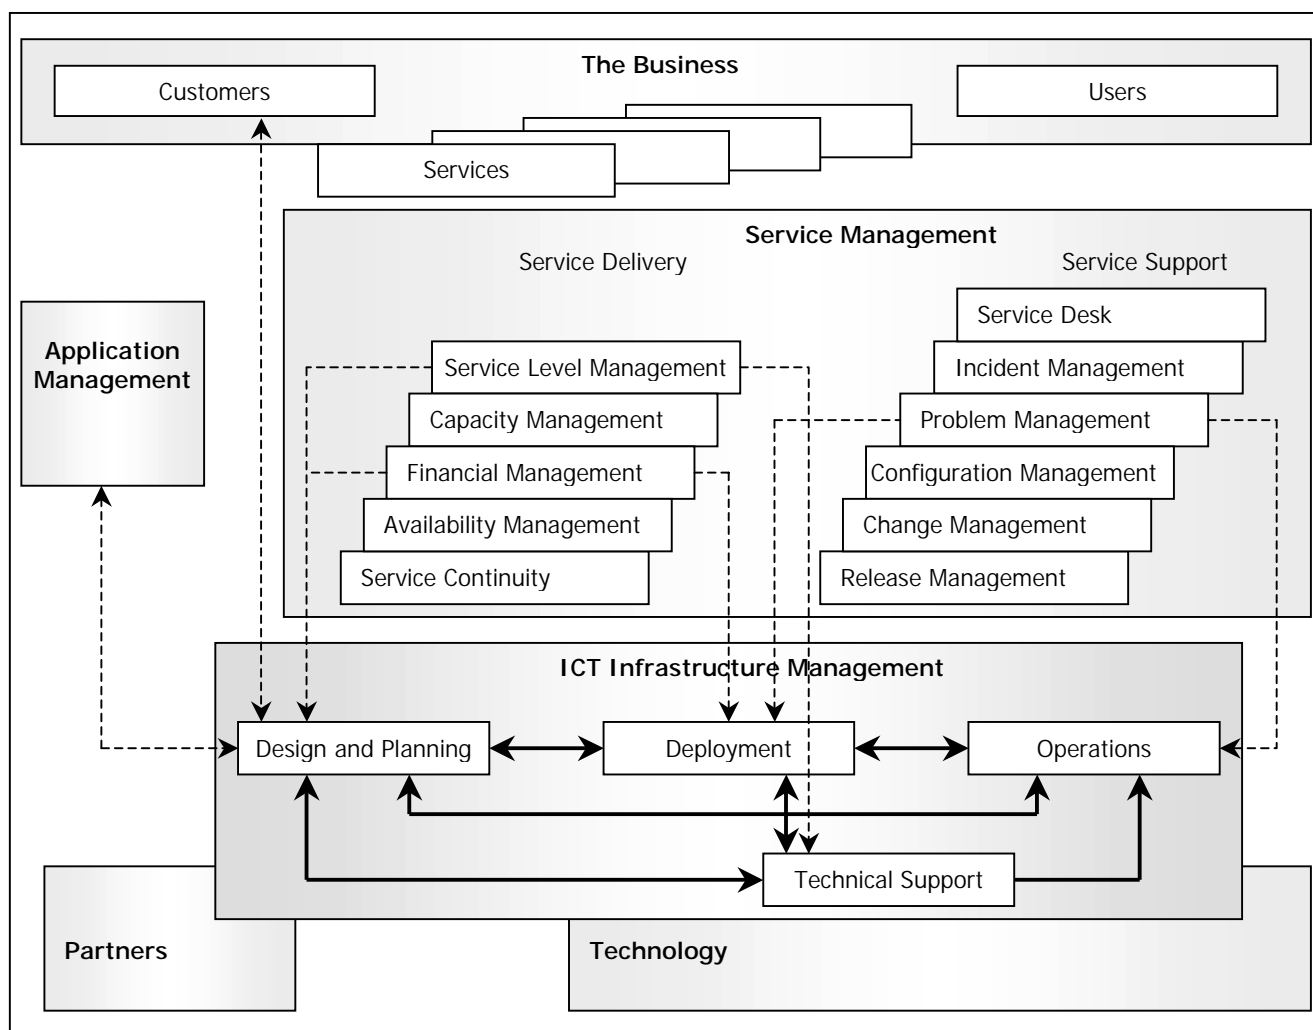 The Business
Customers
Users
Services
Service Management
Service Delivery
Service Support
Service Desk
Application
Management
Service Level Management
Incident Management
Capacity Management
Problem Management
Financial Management
Configuration Management
Availability Management
Change Management
Service Continuity
Release Management
ICT Infrastructure Management
Design and Planning
Deployment
Operations
Technical Support
Partners
Technology